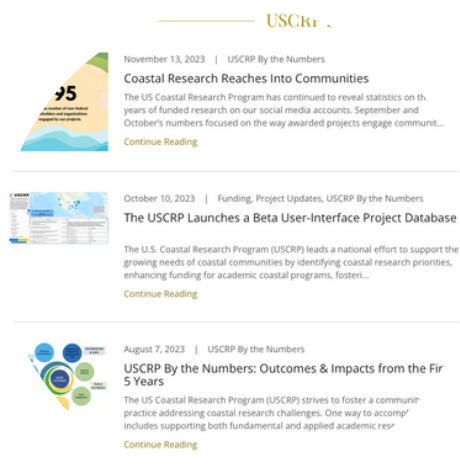 November 13, 2023 | USCRP By the Numbers
Coastal Research Reaches Into Communities
The US Coastal Research Program has continued to reveal statistics on
years of funded research on our social media accounts. September and
October's numbers focused on the way awarded projects engage communit...
Continue Reading
95
October 10, 2023 | Funding, Project Updates, USCRP By the Numbers
The USCRP Launches a Beta User-Interface Project Database
The U.S. Coastal Research Program (USCRP) leads a national effort to support the
growing needs of coastal communities by identifying coastal research priorities,
enhancing funding for academic coastal programs, fosteri...
Continue Reading
USCRP
August 7, 2023 | USCRP By the Numbers
USCRP By the Numbers: Outcomes & Impacts from the
5 Years
The US Coastal Research Program (USCRP) strives to foster a
practice addressing coastal research challenges. One way to
includes supporting both fundamental and applied academic
Continue Reading